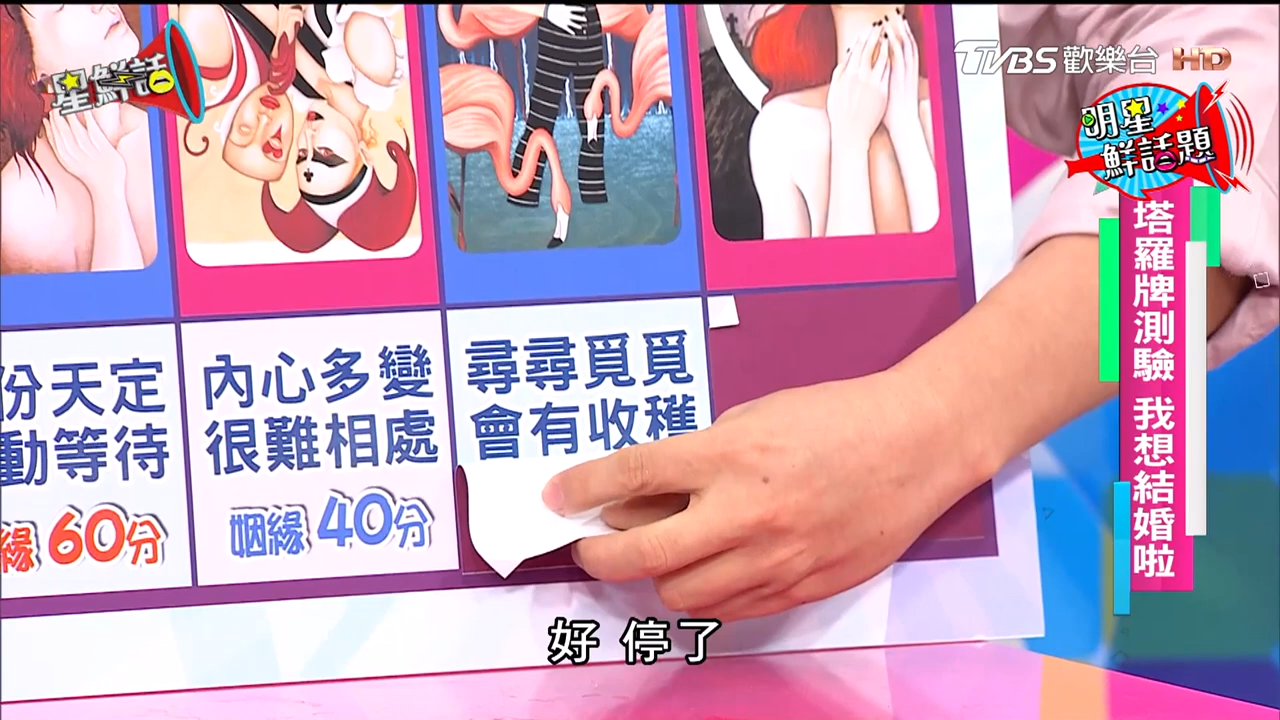 星鮮話
TVBS歡樂台 HD
明星
鮮話題
塔羅牌測驗 我想結婚啦
份天定
動等待
緣 60分
內心多變
很難相處
姻緣 40分
尋尋覓覓
會有收穫
好 停了